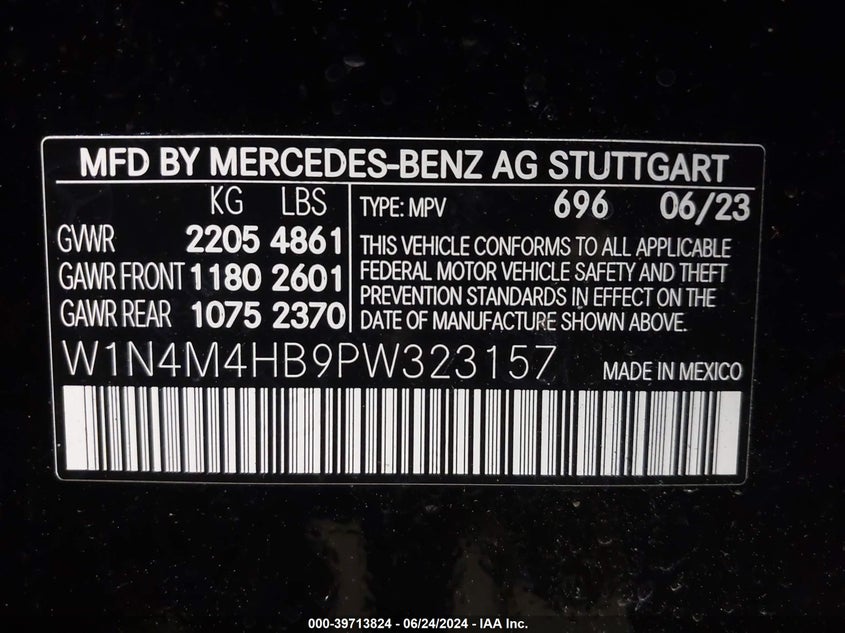 MFD BY MERCEDES-BENZ AG STUTTGART
KG LBS
GVWR 2205 4861
GAWR FRONT 1180 2601
GAWR REAR 1075 2370
TYPE: MPV 696 06/23
THIS VEHICLE CONFORMS TO ALL APPLICABLE
FEDERAL MOTOR VEHICLE SAFETY AND THEFT
PREVENTION STANDARDS IN EFFECT ON THE
DATE OF MANUFACTURE SHOWN ABOVE.
W1N4M4HB9PW323157 MADE IN MEXICO
000-39713824 - 06/24/2024 - IAA Inc.